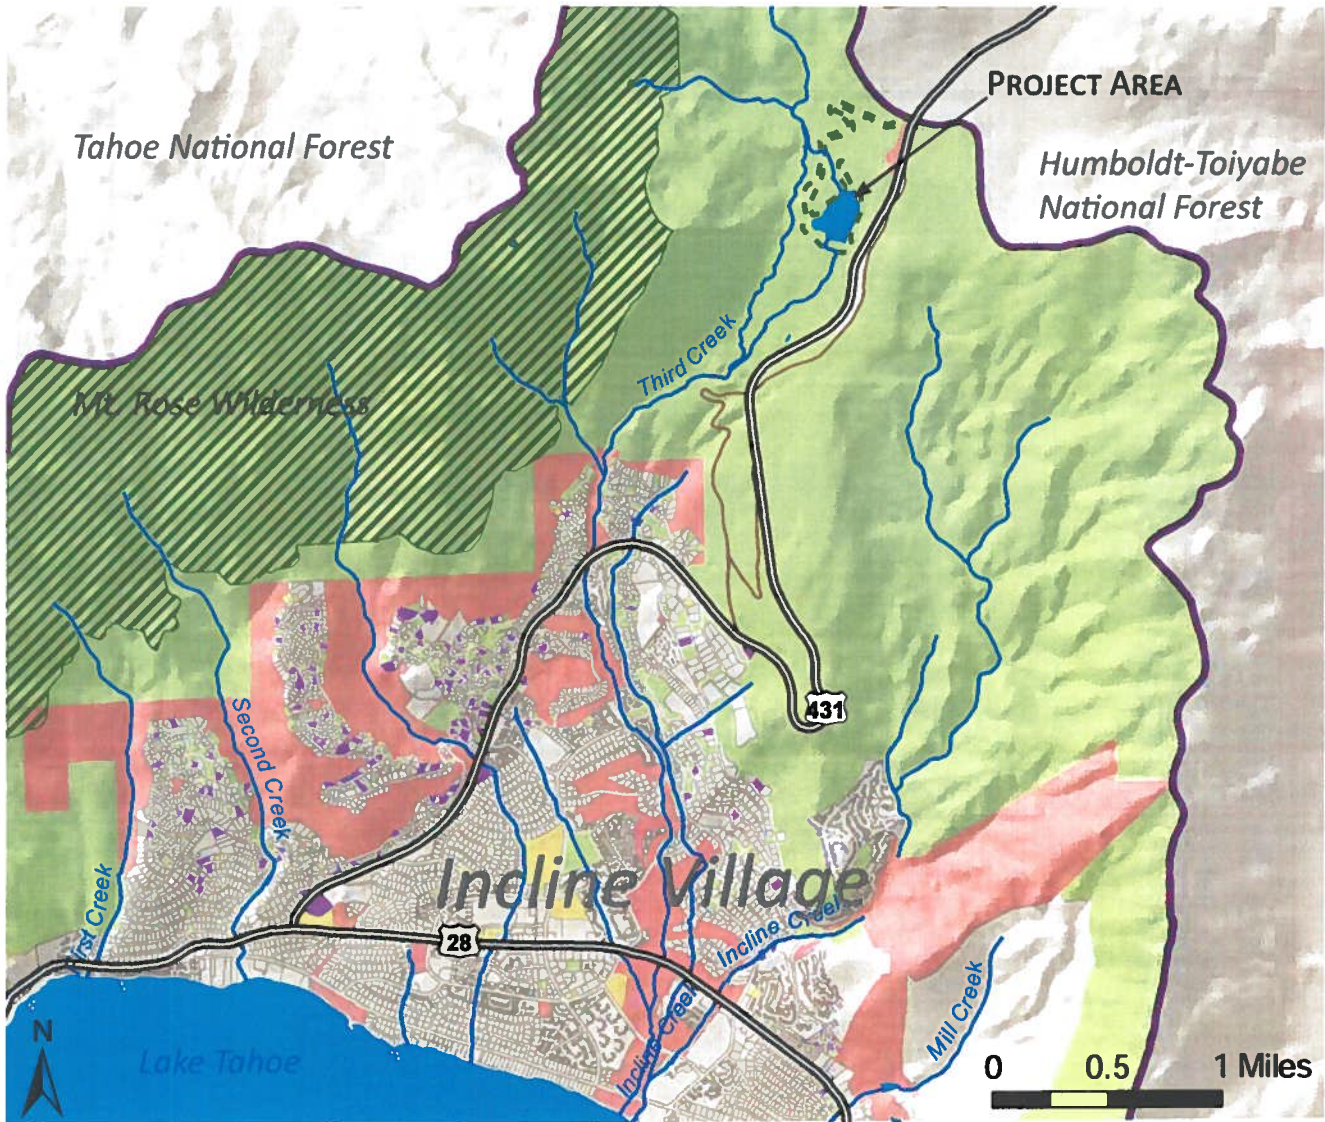 PROJECT AREA
Tahoe National Forest
Humboldt-Toiyabe
National Forest
Third Creek
Mt. Rose Wilderness
431
Second Creek
Incline Village
First Creek
Incline Creek
28
Mill Creek
Incline Creek
N
Lake Tahoe
0 0.5 1 Miles